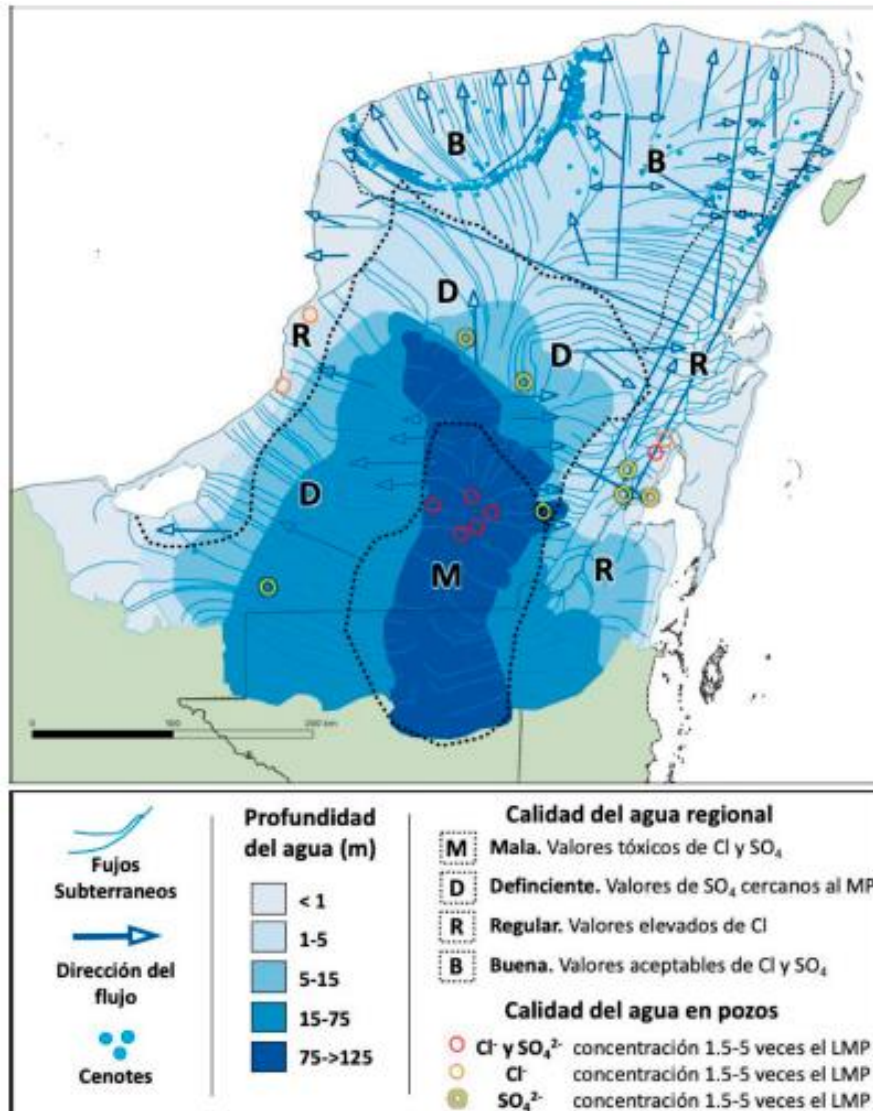 B
B
D
R
D
R
D
M
R
0
100
200 km
Fujos
Subterraneos
Dirección del
flujo
Cenotes
Profundidad
del agua (m)
< 1
1-5
5-15
15-75
75->125
Calidad del agua regional
M Mala. Valores tóxicos de Cl y SO₄
D Definciente. Valores de SO₄ cercanos al MP
R Regular. Valores elevados de Cl
B Buena. Valores aceptables de Cl y SO₄
Calidad del agua en pozos
Cl⁻ y SO₄²⁻ concentración 1.5-5 veces el LMP
Cl⁻ concentración 1.5-5 veces el LMP
SO₄²⁻ concentración 1.5-5 veces el LMP